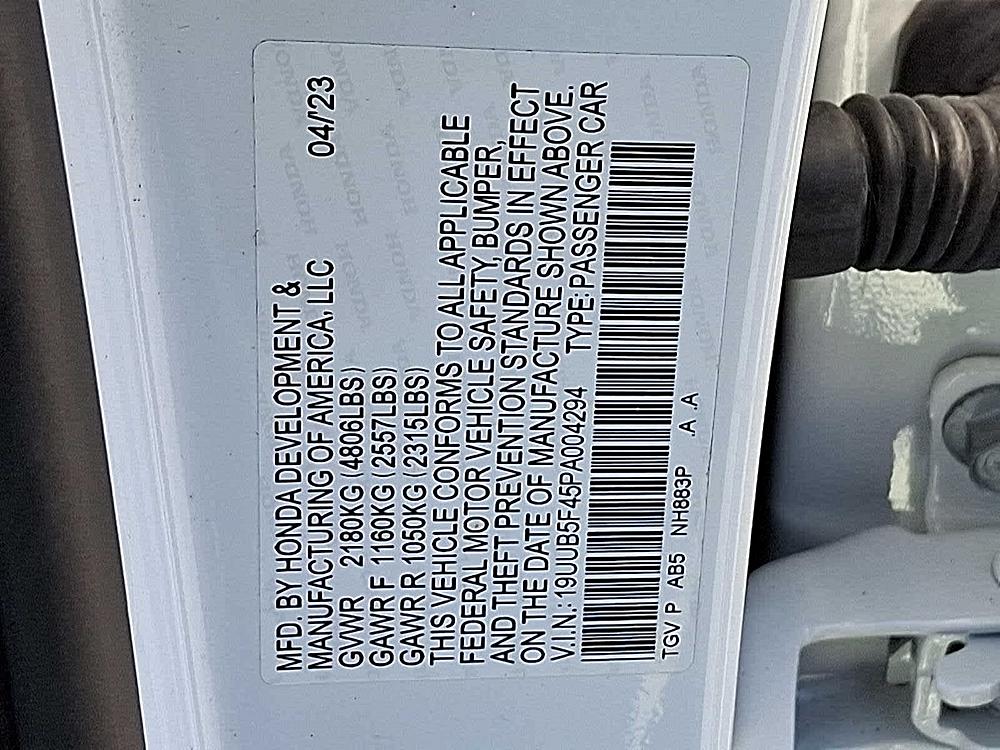 MFD. BY HONDA DEVELOPMENT &
MANUFACTURING OF AMERICA, LLC 04/'23
GVWR 2180KG (4806LBS)
GAWR F 1160KG (2557LBS)
GAWR R 1050KG (2315LBS)
THIS VEHICLE CONFORMS TO ALL APPLICABLE
FEDERAL MOTOR VEHICLE SAFETY, BUMPER,
AND THEFT PREVENTION STANDARDS IN EFFECT
ON THE DATE OF MANUFACTURE SHOWN ABOVE.
V.I.N.: 19UUB5F45PA004294 TYPE: PASSENGER CAR
TGV P AB5 NH883P .A .A